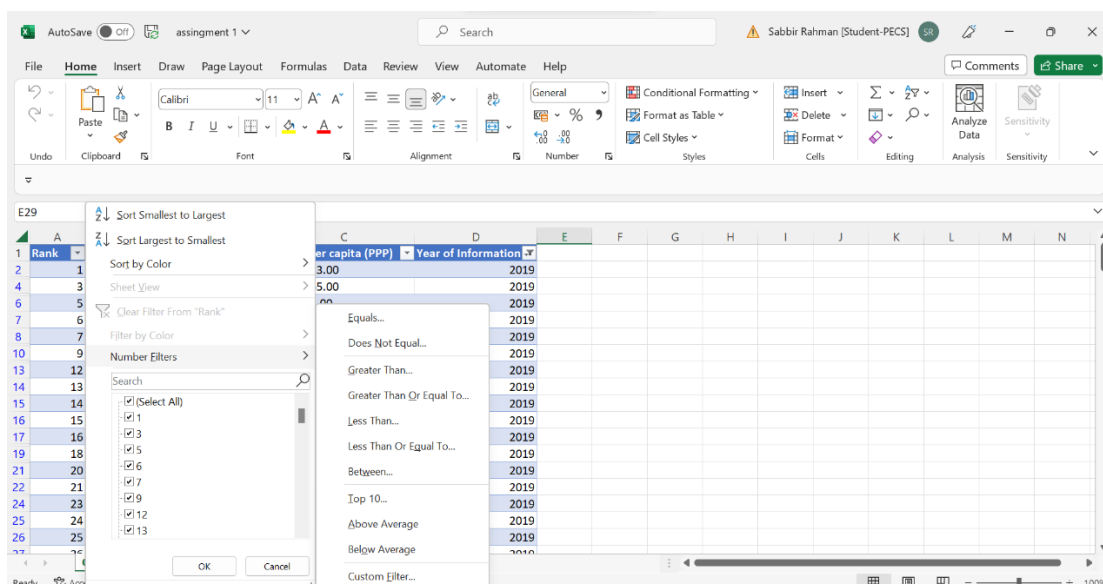 AutoSave Off assingment 1 Search Sabbir Rahman [Student-PECS] SR
File Home Insert Draw Page Layout Formulas Data Review View Automate Help Comments Share
Paste Calibri 11 A A ab General Conditional Formatting Insert Σ Analyze Data Sensitivity
B I U A % Format as Table Delete
Cell Styles Format
Undo Clipboard Font Alignment Number Styles Cells Editing Analysis Sensitivity
E29
A C D E F G H I J K L M N
1 Rank er capita (PPP) Year of Information
2 1 3.00 2019
4 3 5.00 2019
6 5 .00 2019
7 6 2019
8 7 2019
10 9 2019
13 12 2019
14 13 2019
15 14 2019
16 15 2019
17 16 2019
19 18 2019
21 20 2019
22 21 2019
24 23 2019
25 24 2019
26 25 2019
27 26 2019
Sort Smallest to Largest
Sort Largest to Smallest
Sort by Color
Sheet View
Clear Filter From "Rank"
Filter by Color
Number Filters
Search
(Select All)
1
3
5
6
7
9
12
13
OK Cancel
Equals...
Does Not Equal...
Greater Than...
Greater Than Or Equal To...
Less Than...
Less Than Or Equal To...
Between...
Top 10...
Above Average
Below Average
Custom Filter...
Ready 100%